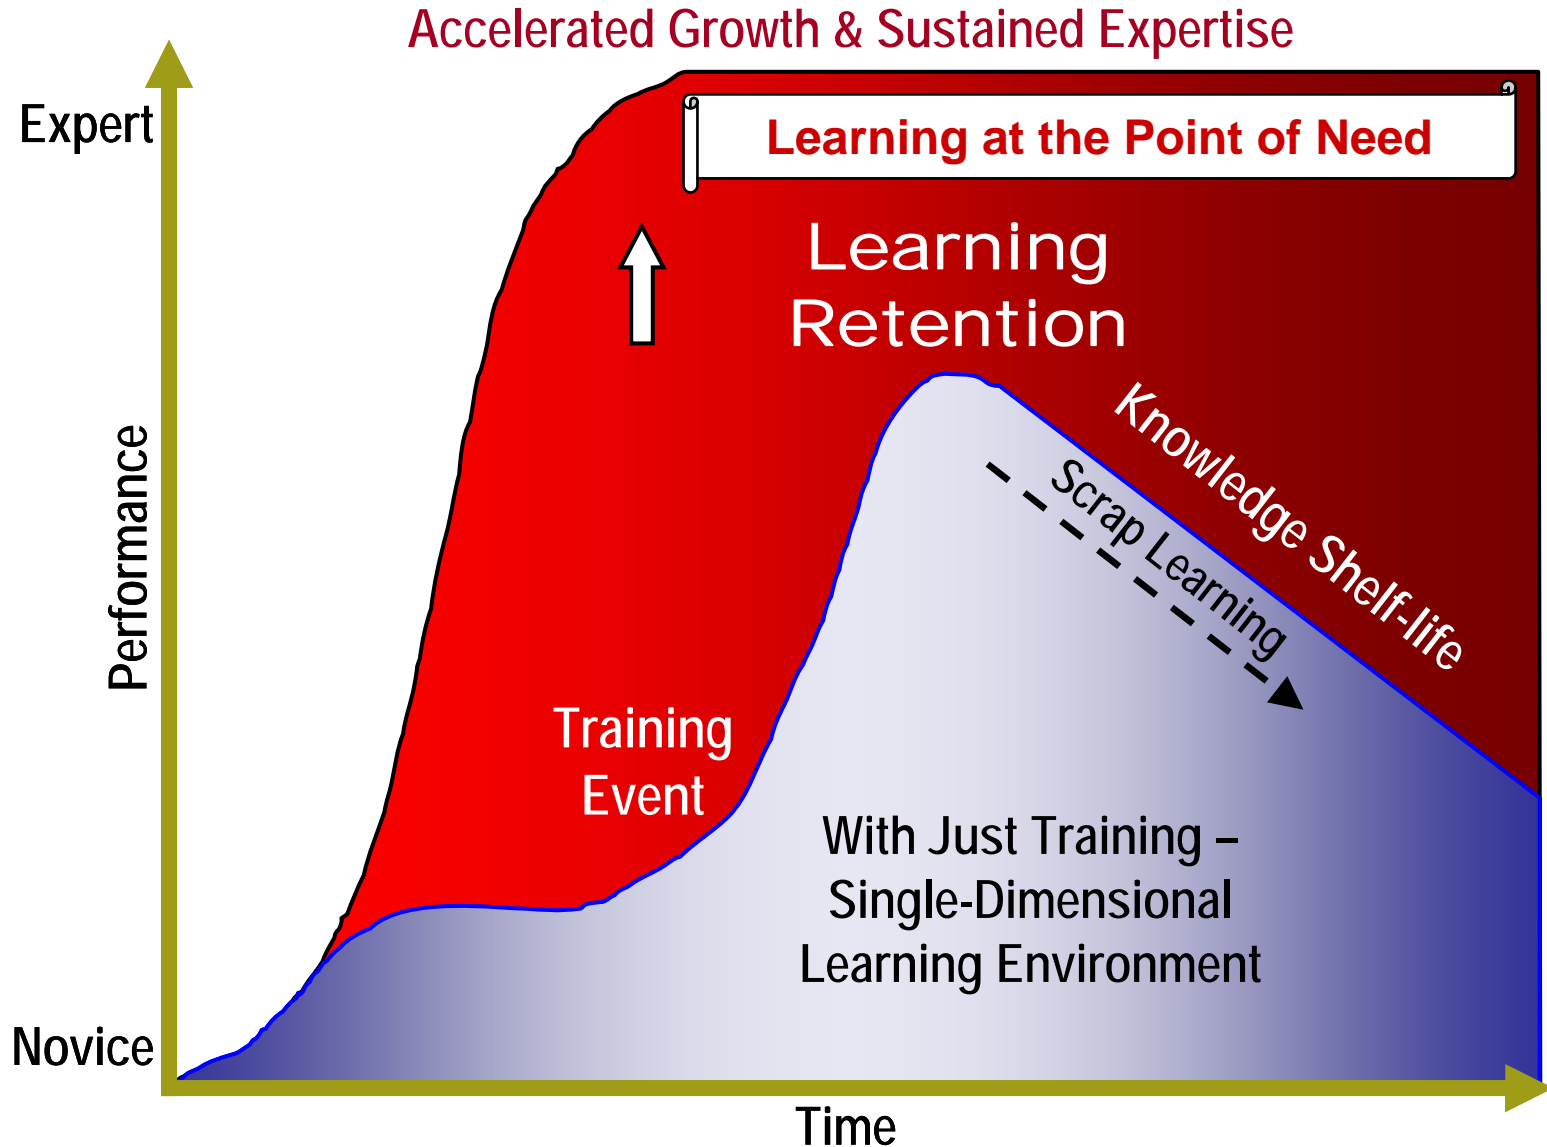 Accelerated Growth & Sustained Expertise
Expert
Learning at the Point of Need
Learning
Retention
Knowledge Shelf-life
Scrap Learning
Performance
Training
Event
With Just Training –
Single-Dimensional
Learning Environment
Novice
Time